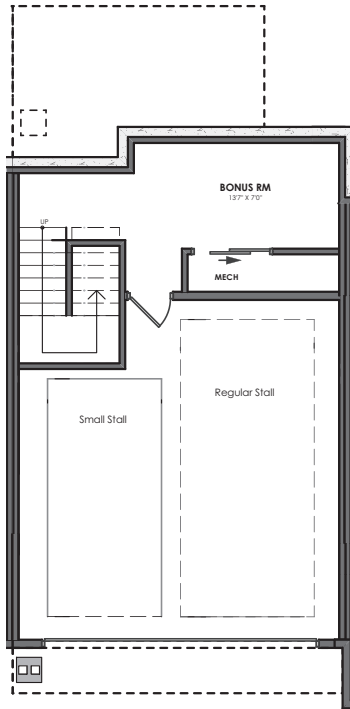 BONUS RM
13'7" X 7'0"
UP
MECH
Regular Stall
Small Stall